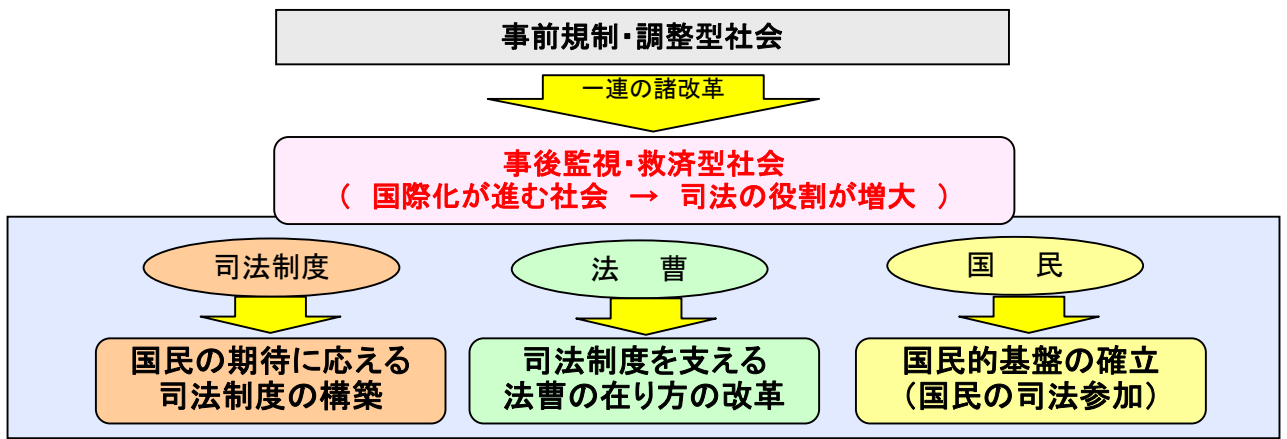 事前規制・調整型社会
一連の諸改革
事後監視・救済型社会
（　国際化が進む社会　→　司法の役割が増大　）
司法制度
法　曹
国　民
国民の期待に応える
司法制度の構築
司法制度を支える
法曹の在り方の改革
国民的基盤の確立
（国民の司法参加）